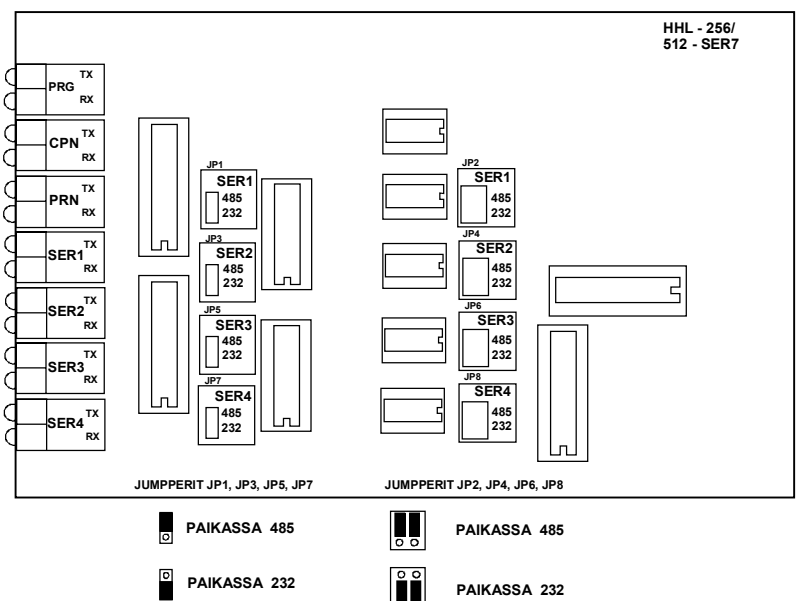 HHL - 256/
512 - SER7
PRG
TX
RX
CPN
TX
RX
PRN
TX
RX
SER1
TX
RX
SER2
TX
RX
SER3
TX
RX
SER4
TX
RX
JP1
SER1
485
232
JP3
SER2
485
232
JP5
SER3
485
232
JP7
SER4
485
232
JP2
SER1
485
232
JP4
SER2
485
232
JP6
SER3
485
232
JP8
SER4
485
232
JUMPPERIT JP1, JP3, JP5, JP7
JUMPPERIT JP2, JP4, JP6, JP8
PAIKASSA 485
PAIKASSA 485
PAIKASSA 232
PAIKASSA 232